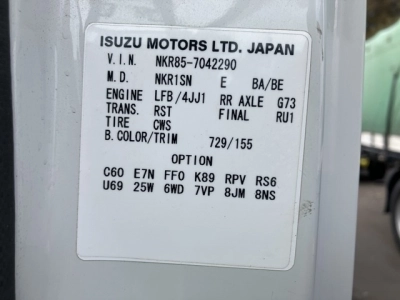 ISUZU MOTORS LTD. JAPAN
V.I.N. NKR85-7042290
M.D. NKR1SN E BA/BE
ENGINE LFB/4JJ1 RR AXLE G73
TRANS. RST FINAL RU1
TIRE CWS
B.COLOR/TRIM 729/155
OPTION
C60 E7N FF0 K89 RPV RS6
U69 25W 6WD 7VP 8JM 8NS